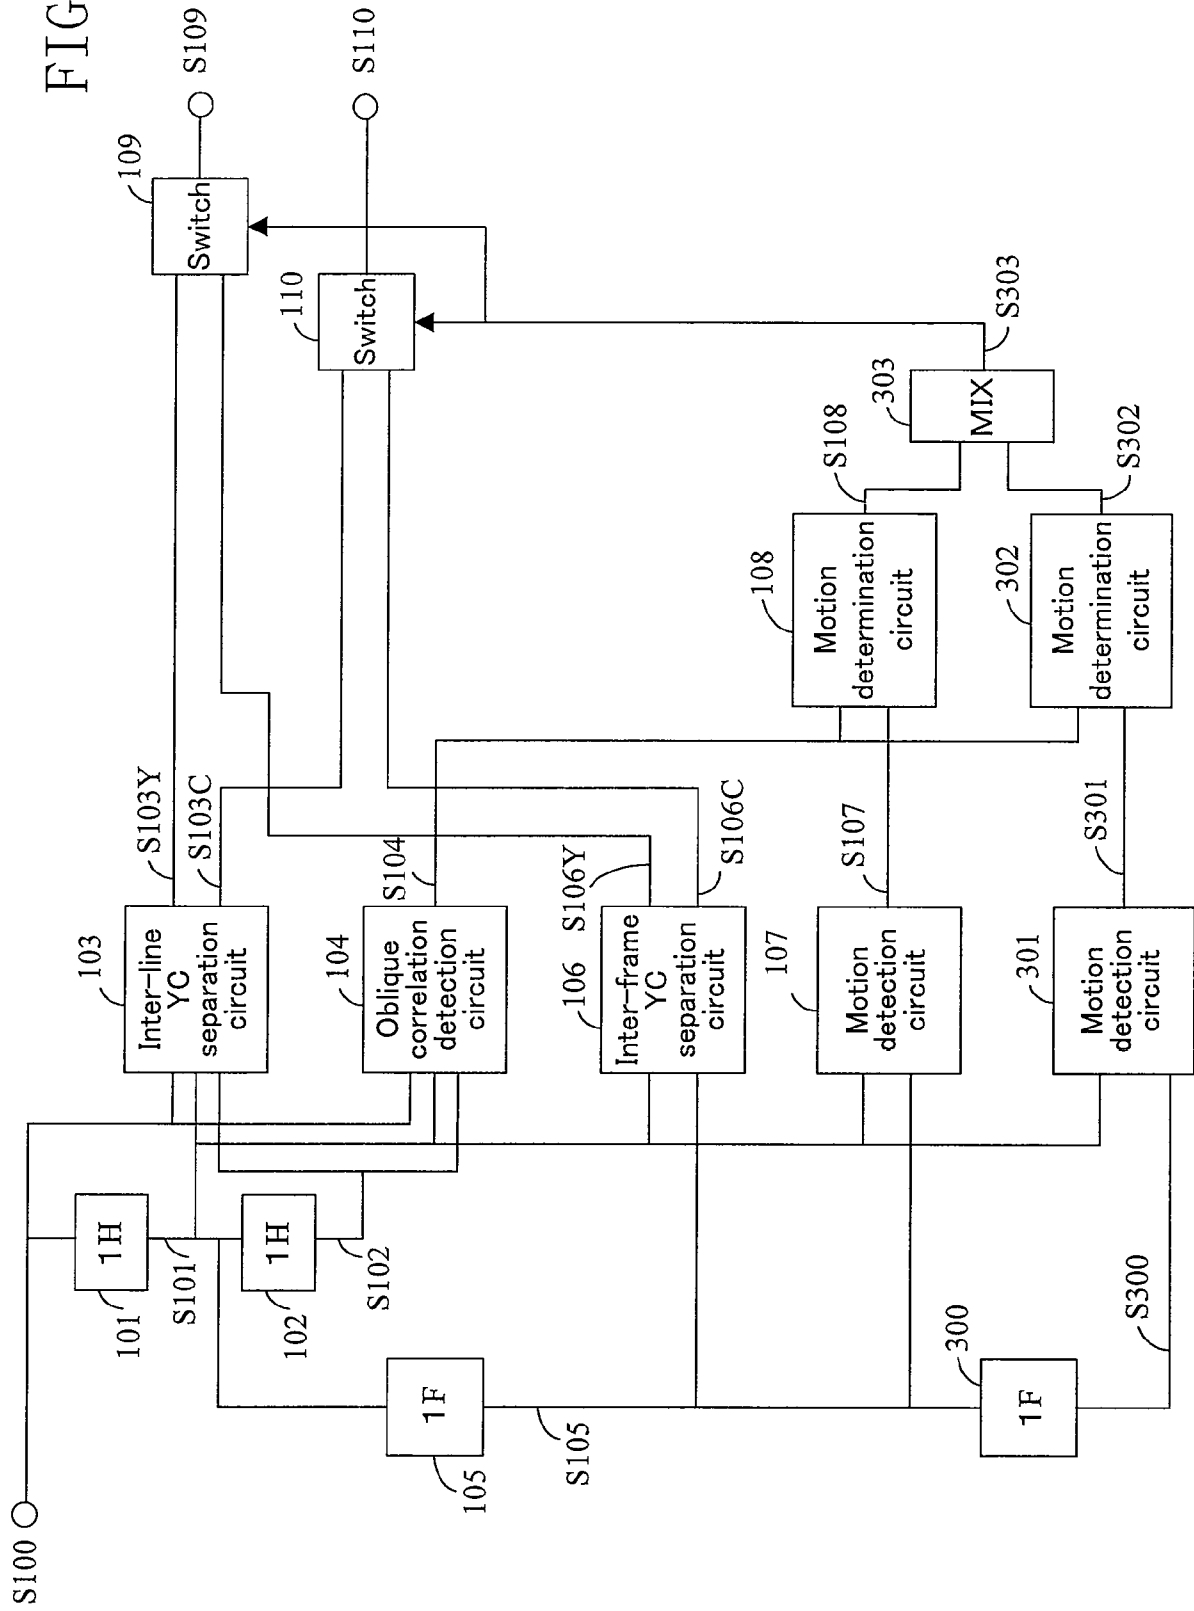 FIG
S100
101
1H
S101
102
1H
S102
105
1F
S105
300
1F
S300
103
Inter-line
YC
separation
circuit
S103Y
S103C
104
Oblique
correlation
detection
circuit
S104
106
Inter-frame
YC
separation
circuit
S106Y
S106C
107
Motion
detection
circuit
S107
301
Motion
detection
circuit
S301
108
Motion
determination
circuit
S108
302
Motion
determination
circuit
S302
303
MIX
S303
109
Switch
S109
110
Switch
S110